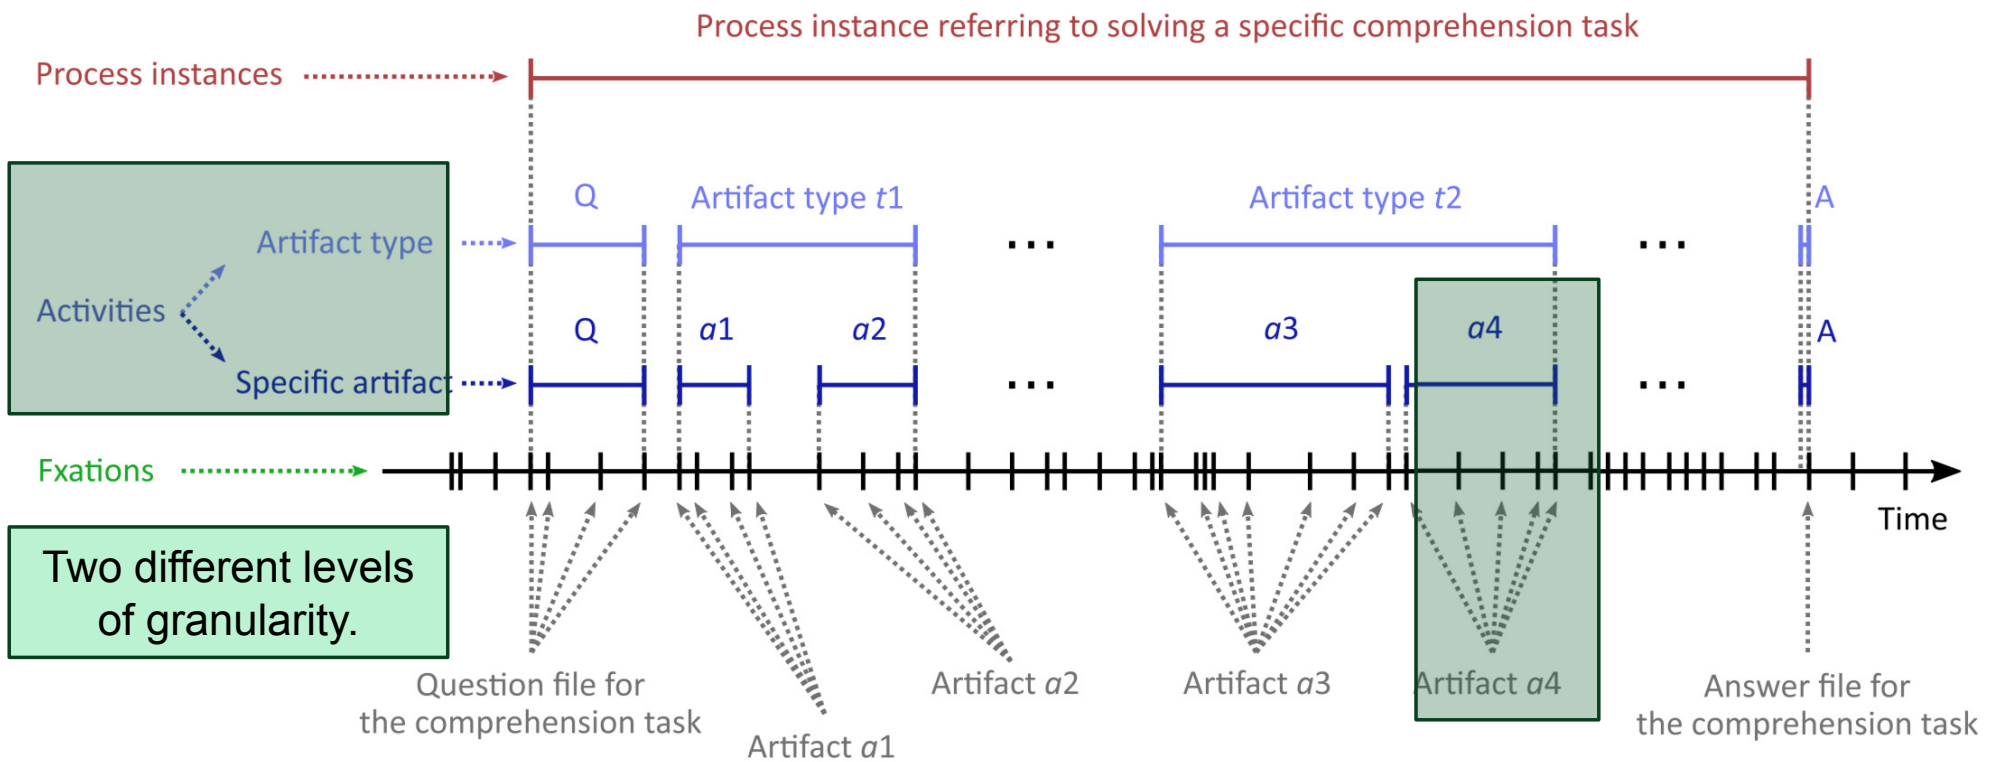 Process instance referring to solving a specific comprehension task
Process instances
Q
Artifact type t1
Artifact type t2
A
Artifact type
...
...
Activities
Q
a1
a2
a3
a4
A
Specific artifact
...
...
Fxations
Time
Two different levels
of granularity.
Question file for
the comprehension task
Artifact a1
Artifact a2
Artifact a3
Artifact a4
Answer file for
the comprehension task